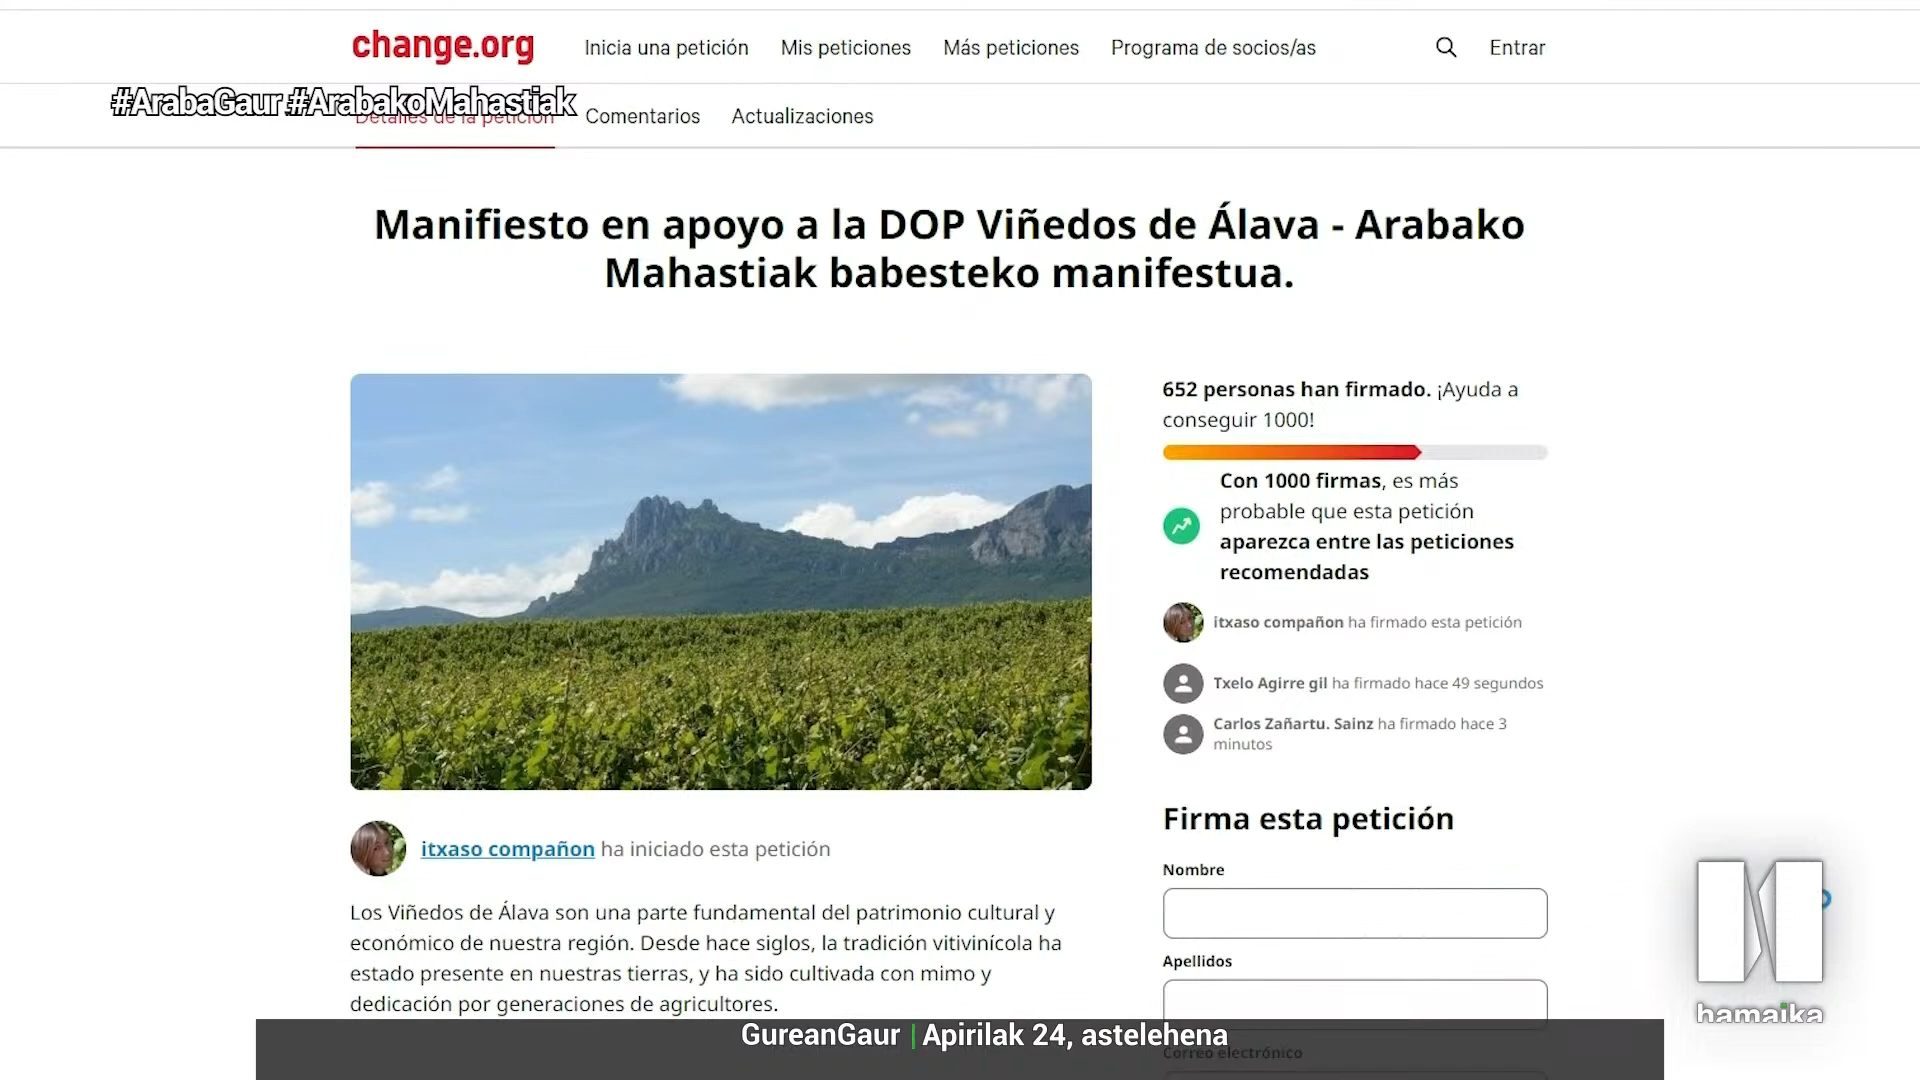 change.org
Inicia una petición
Mis peticiones
Más peticiones
Programa de socios/as
Entrar
#ArabaGaur #ArabakoMahastiak
Detalles de la petición
Comentarios
Actualizaciones
Manifiesto en apoyo a la DOP Viñedos de Álava - Arabako
Mahastiak babesteko manifestua.
652 personas han firmado. ¡Ayuda a
conseguir 1000!
Con 1000 firmas, es más
probable que esta petición
aparezca entre las peticiones
recomendadas
itxaso compañon ha firmado esta petición
Txelo Agirre gil ha firmado hace 49 segundos
Carlos Zañartu. Sainz ha firmado hace 3
minutos
itxaso compañon ha iniciado esta petición
Los Viñedos de Álava son una parte fundamental del patrimonio cultural y
económico de nuestra región. Desde hace siglos, la tradición vitivinícola ha
estado presente en nuestras tierras, y ha sido cultivada con mimo y
dedicación por generaciones de agricultores.
Firma esta petición
Nombre
Apellidos
Correo electrónico
hamaika
GureanGaur | Apirilak 24, astelehena